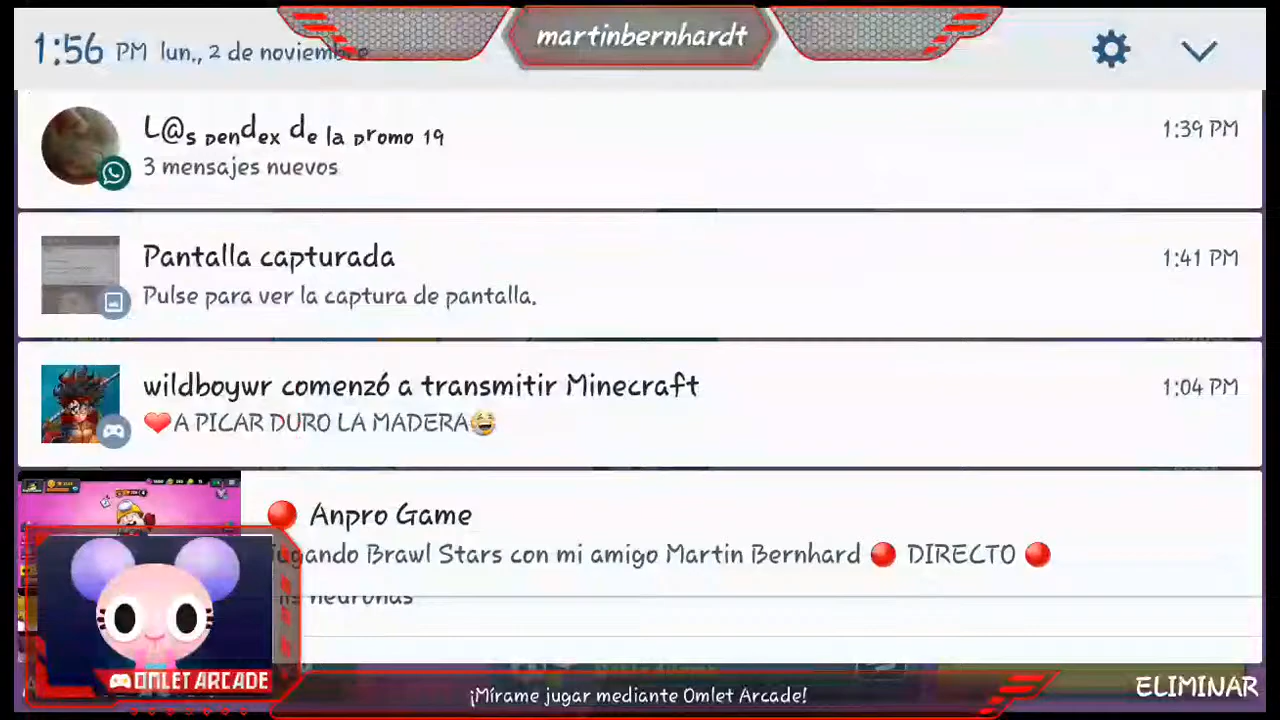 martinbernhardt
1:56 PM lun., 2 de noviembre
L@s pendex de la promo 19
1:39 PM
3 mensajes nuevos
Pantalla capturada
1:41 PM
Pulse para ver la captura de pantalla.
wildboywr comenzó a transmitir Minecraft
1:04 PM
❤️A PICAR DURO LA MADERA😂
🔴 Anpro Game
Jugando Brawl Stars con mi amigo Martin Bernhard 🔴 DIRECTO 🔴
neuronas
OMLET ARCADE
¡Mírame jugar mediante Omlet Arcade!
ELIMINAR